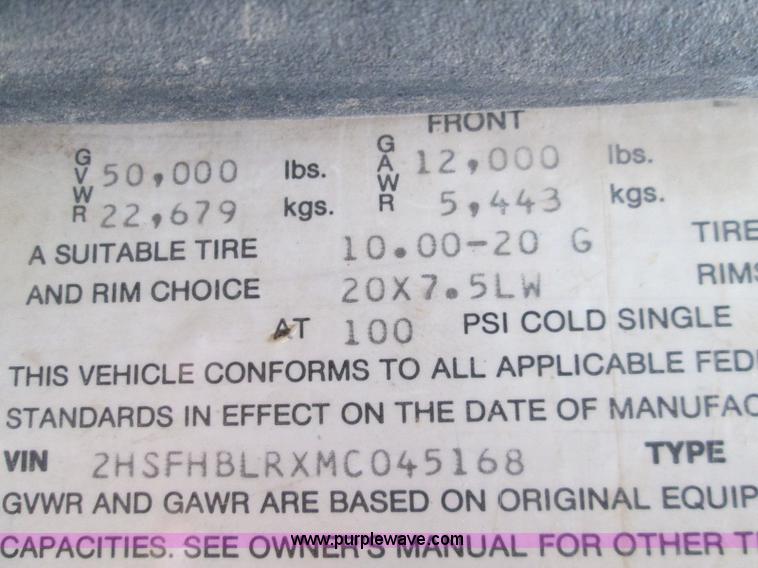 FRONT
GVWR 50,000 lbs. GAWR 12,000 lbs.
22,679 kgs. 5,443 kgs.
A SUITABLE TIRE 10.00-20 G TIRE
AND RIM CHOICE 20X7.5LW RIMS
AT 100 PSI COLD SINGLE
THIS VEHICLE CONFORMS TO ALL APPLICABLE FED
STANDARDS IN EFFECT ON THE DATE OF MANUFAC
VIN 2HSFHBLRXMC045168 TYPE
GVWR AND GAWR ARE BASED ON ORIGINAL EQUIP
CAPACITIES. SEE OWNER'S MANUAL FOR OTHER T
www.purplewave.com